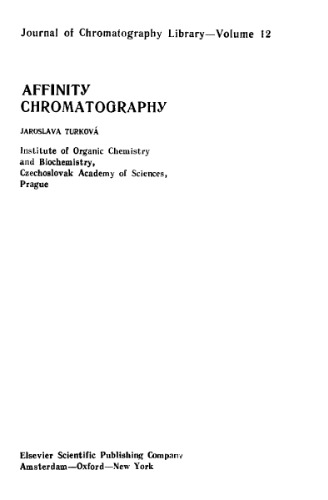 Journal of Chromatography Library—Volume 12
AFFINITY
CHROMATOGRAPHY
JAROSLAVA TURKOVÁ
Institute of Organic Chemistry
and Biochemistry,
Czechoslovak Academy of Sciences,
Prague
Elsevier Scientific Publishing Company
Amsterdam—Oxford—New York